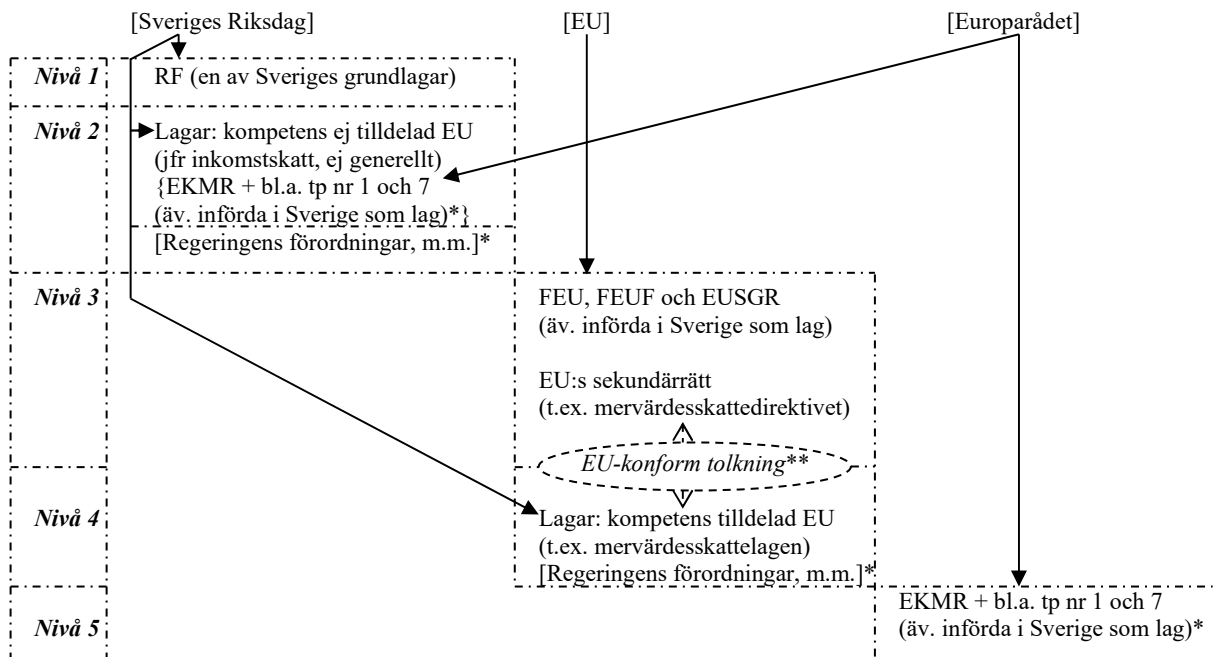 [Sveriges Riksdag] [EU] [Europarådet]
Nivå 1 RF (en av Sveriges grundlagar)
Nivå 2 Lagar: kompetens ej tilldelad EU
(jfr inkomstskatt, ej generellt)
{EKMR + bl.a. tp nr 1 och 7
(äv. införda i Sverige som lag)*}
[Regeringens förordningar, m.m.]*
Nivå 3 FEU, FEUF och EUSGR
(äv. införda i Sverige som lag)
EU:s sekundärrätt
(t.ex. mervärdesskattedirektivet)
EU-konform tolkning**
Nivå 4 Lagar: kompetens tilldelad EU
(t.ex. mervärdesskattelagen)
[Regeringens förordningar, m.m.]*
EKMR + bl.a. tp nr 1 och 7
Nivå 5 (äv. införda i Sverige som lag)*